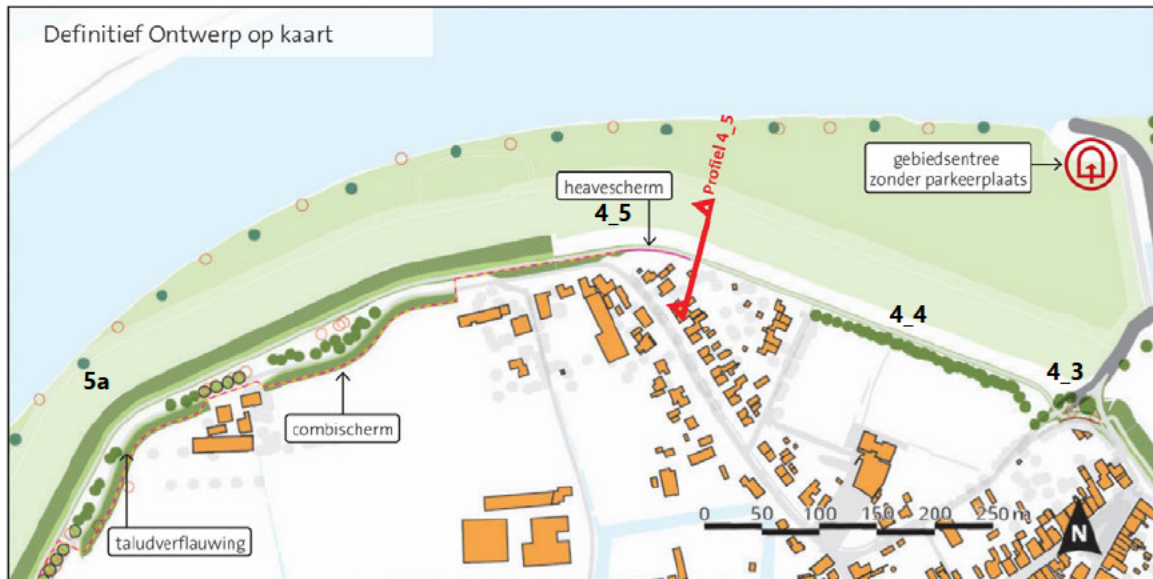 Definitief Ontwerp op kaart
gebiedsentree
zonder parkeerplaats
Profiel 4_5
heavescherm
4_5
4_4
4_3
5a
combischerm
taludverflauwing
0 50 100 150 200 250 m
N